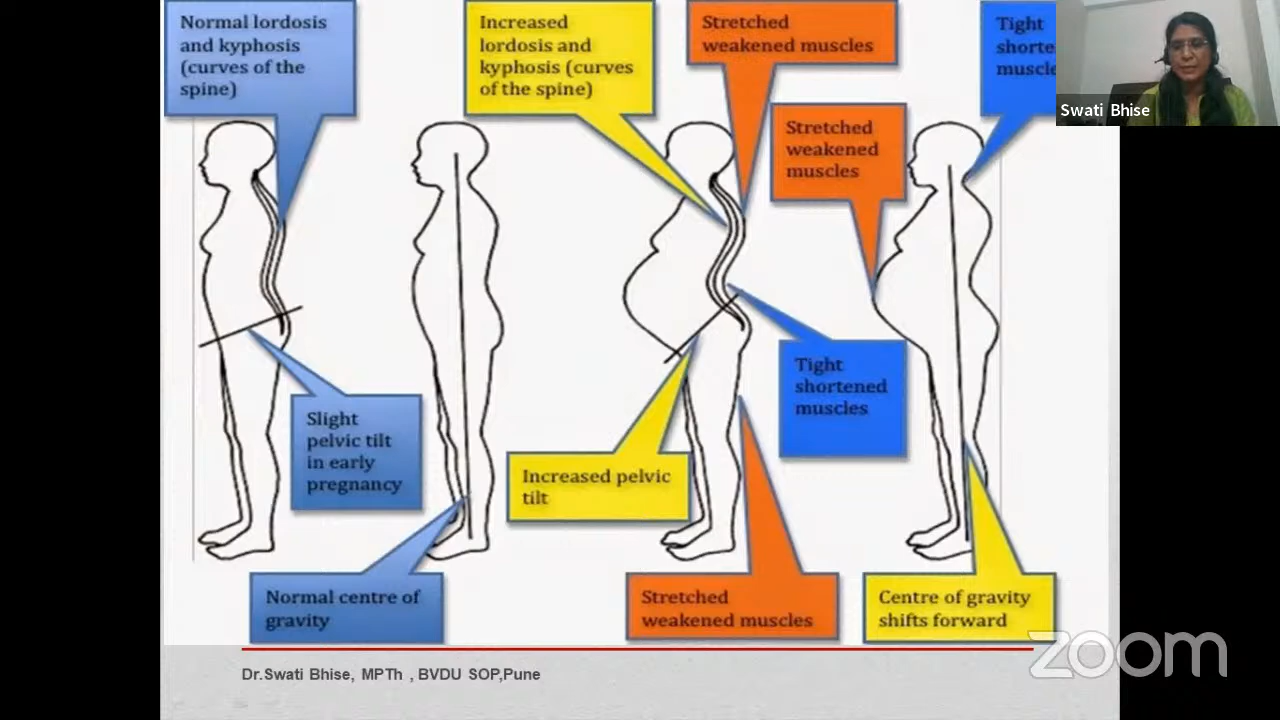 Normal lordosis
and kyphosis
(curves of the
spine)
Increased
lordosis and
kyphosis (curves
of the spine)
Stretched
weakened muscles
Tight
Swati Bhise
Stretched
weakened
muscles
Slight
pelvic tilt
in early
pregnancy
Tight
shortened
muscles
Increased pelvic
tilt
Normal centre of
gravity
Stretched
weakened muscles
Centre of gravity
shifts forward
zoom
Dr.Swati Bhise, MPTh , BVDU SOP,Pune